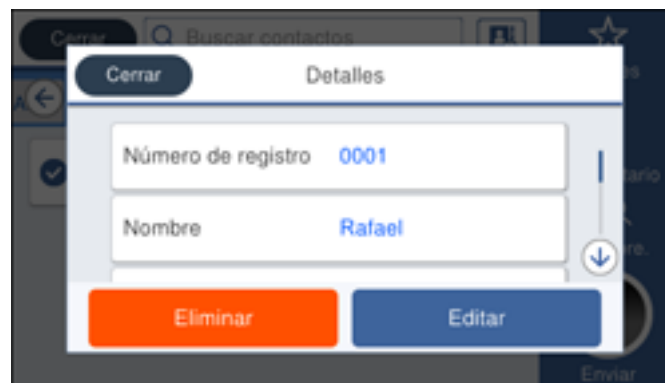 Cerrar
Buscar contactos
Cerrar
Detalles
Número de registro 0001
Nombre Rafael
Eliminar
Editar
Enviar